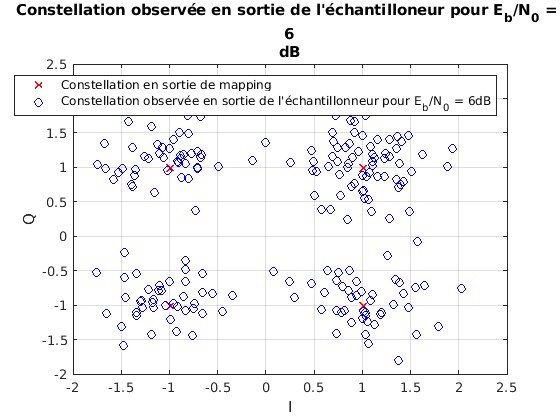 Constellation observée en sortie de l'échantilloneur pour E_b/N_0 =
6
dB
2.5
Constellation en sortie de mapping
Constellation observée en sortie de l'échantillonneur pour E_b/N_0 = 6dB
1.5
1
0.5
0
-0.5
-1
-1.5
-2
Q
-2 -1.5 -1 -0.5 0 0.5 1 1.5 2 2.5
I